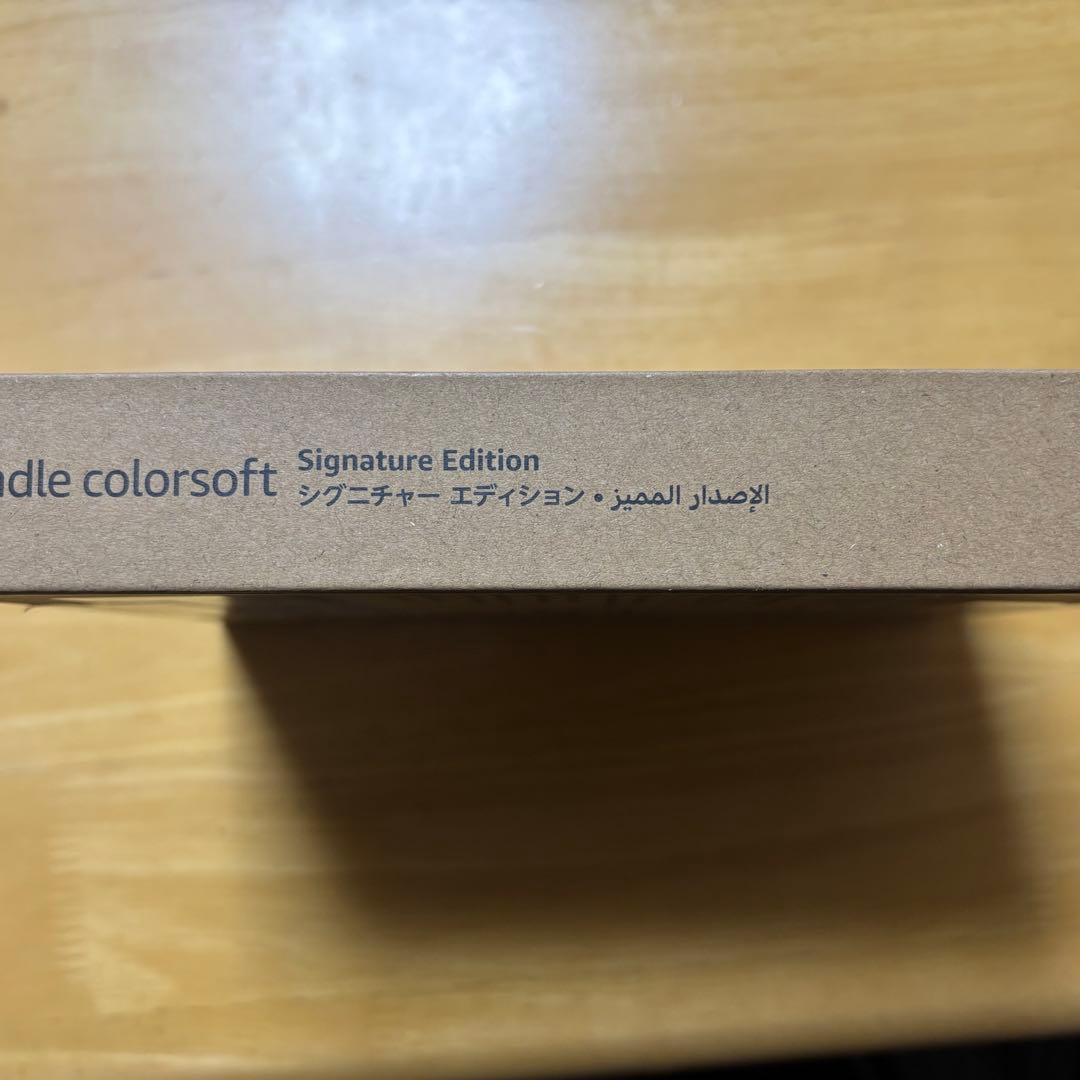 ndle colorsoft
Signature Edition
シグニチャー エディション • الإصدار المميز